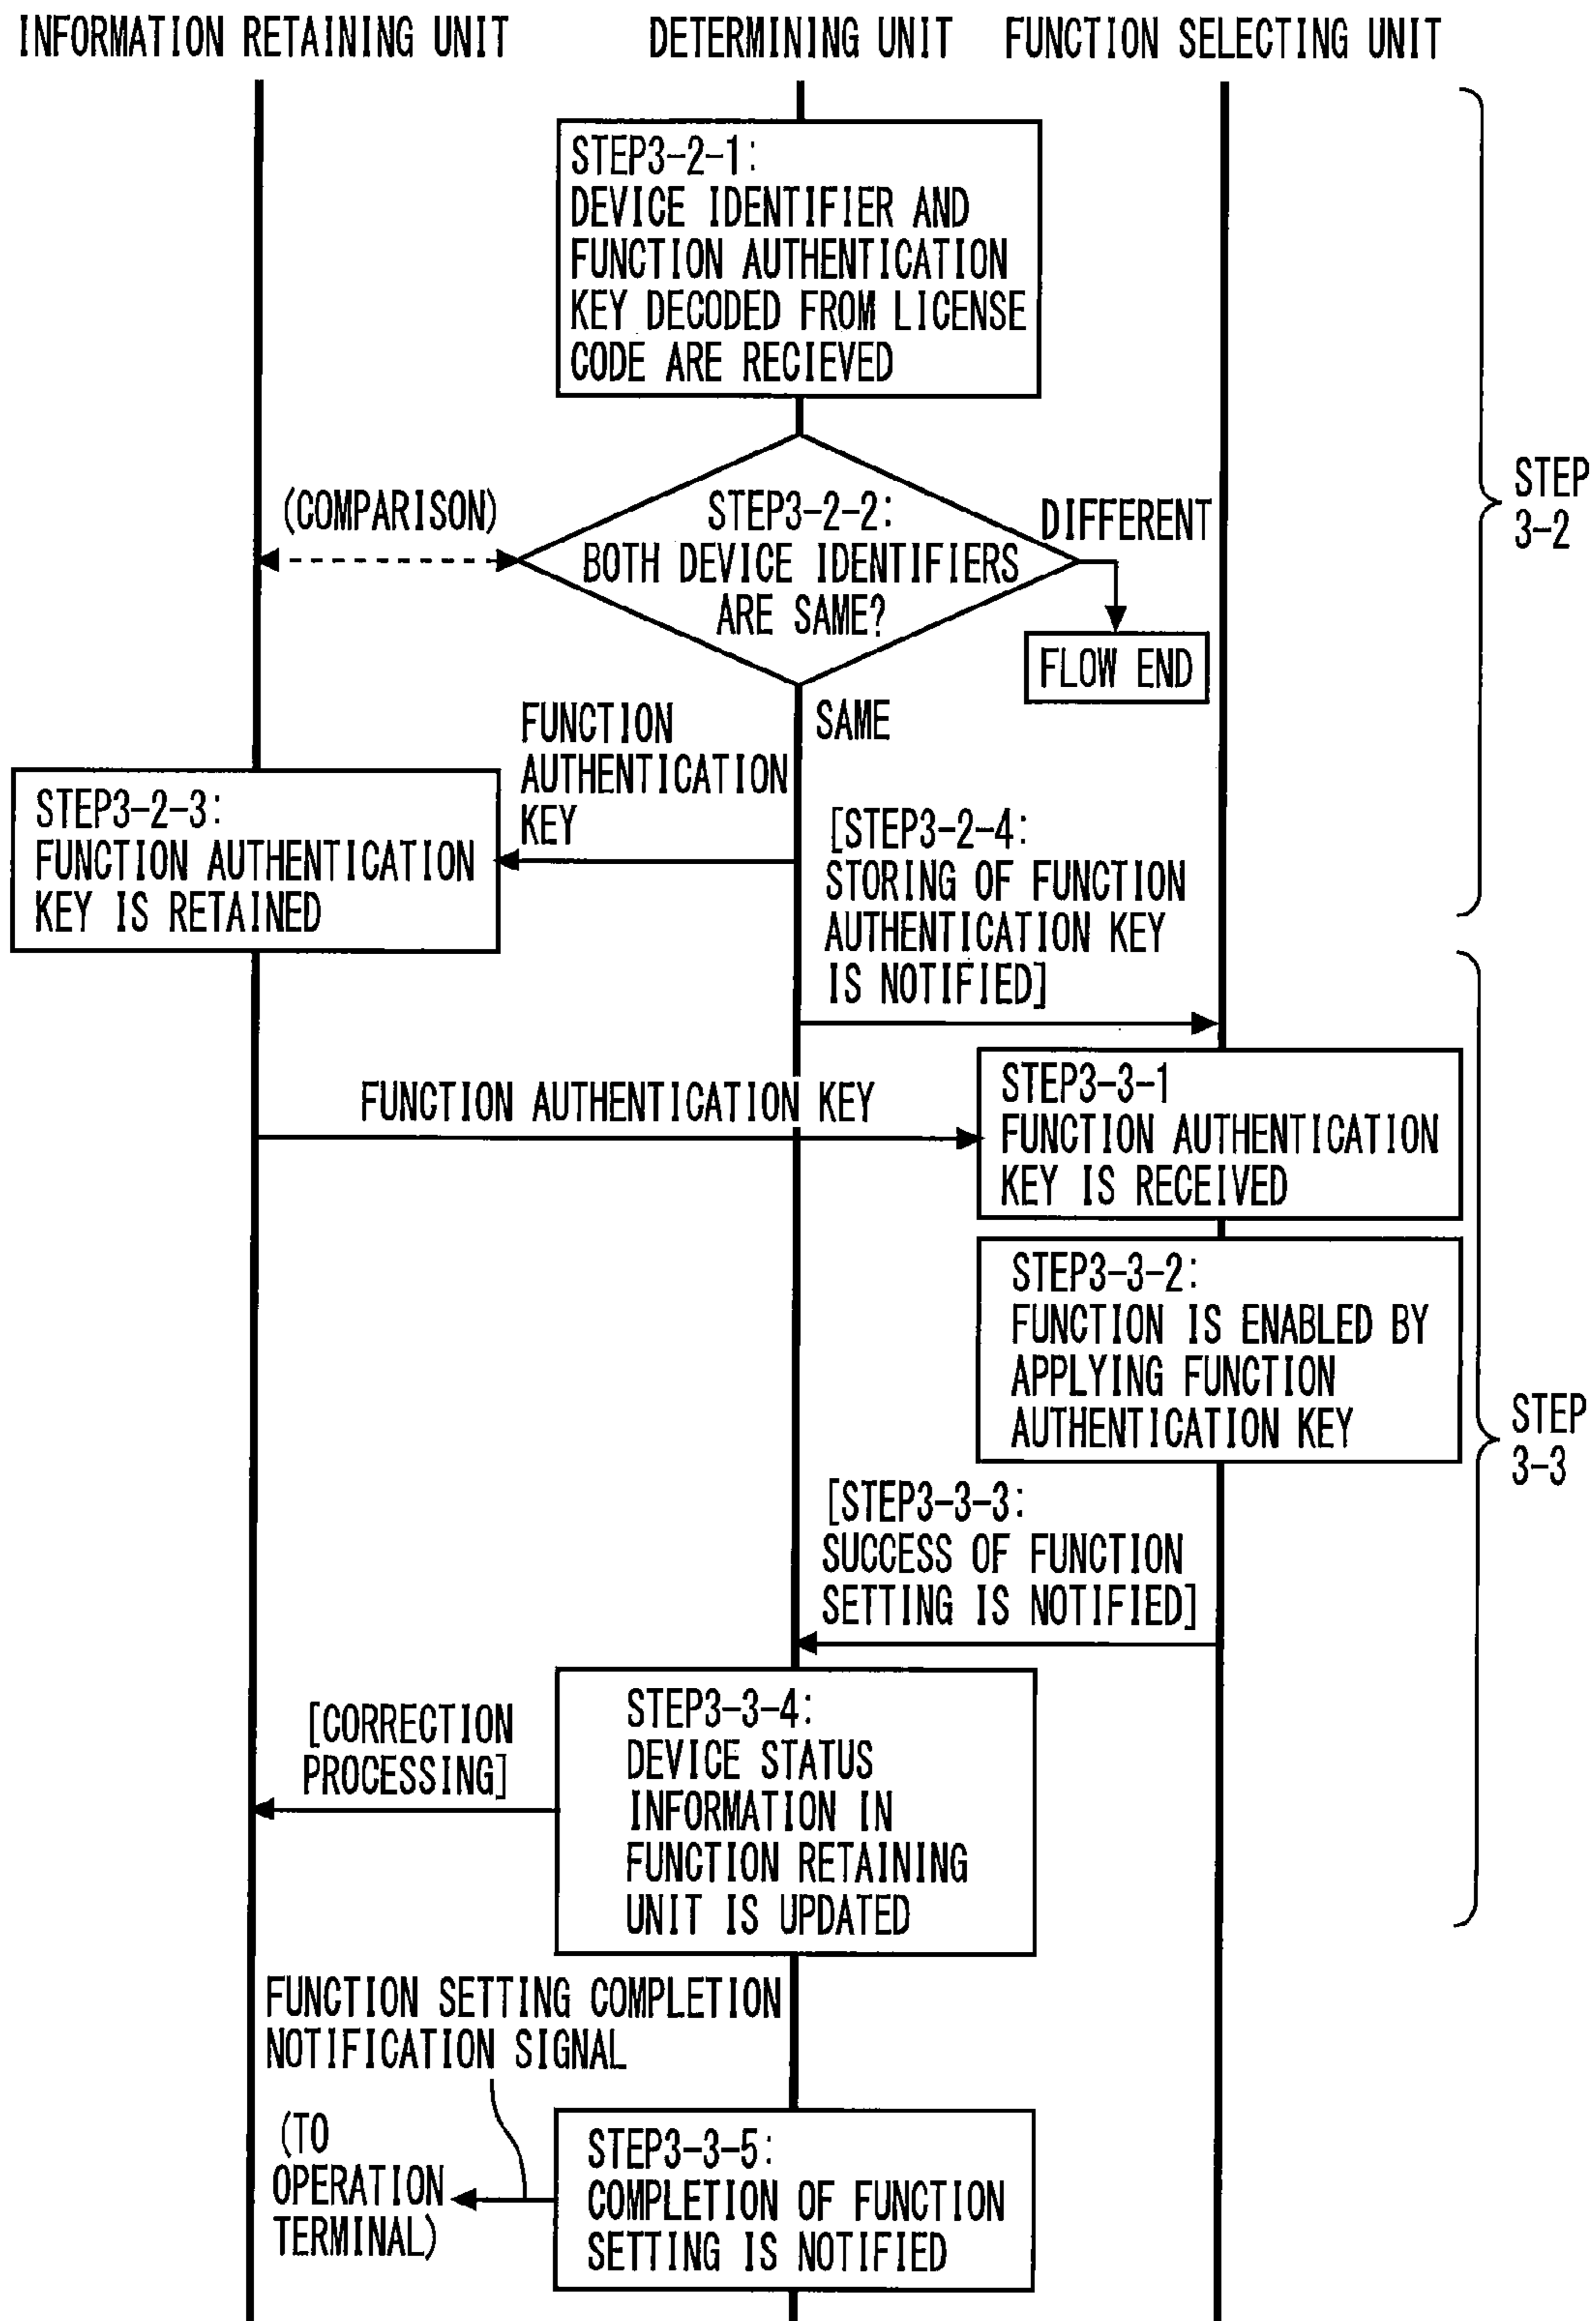 INFORMATION RETAINING UNIT
DETERMINING UNIT
FUNCTION SELECTING UNIT
STEP3-2-1:
DEVICE IDENTIFIER AND
FUNCTION AUTHENTICATION
KEY DECODED FROM LICENSE
CODE ARE RECIEVED
(COMPARISON)
STEP3-2-2:
BOTH DEVICE IDENTIFIERS
ARE SAME?
DIFFERENT
FLOW END
STEP
3-2
SAME
FUNCTION
AUTHENTICATION
KEY
STEP3-2-3:
FUNCTION AUTHENTICATION
KEY IS RETAINED
[STEP3-2-4:
STORING OF FUNCTION
AUTHENTICATION KEY
IS NOTIFIED]
FUNCTION AUTHENTICATION KEY
STEP3-3-1
FUNCTION AUTHENTICATION
KEY IS RECEIVED
STEP3-3-2:
FUNCTION IS ENABLED BY
APPLYING FUNCTION
AUTHENTICATION KEY
STEP
3-3
[STEP3-3-3:
SUCCESS OF FUNCTION
SETTING IS NOTIFIED]
[CORRECTION
PROCESSING]
STEP3-3-4:
DEVICE STATUS
INFORMATION IN
FUNCTION RETAINING
UNIT IS UPDATED
FUNCTION SETTING COMPLETION
NOTIFICATION SIGNAL
(TO
OPERATION
TERMINAL)
STEP3-3-5:
COMPLETION OF FUNCTION
SETTING IS NOTIFIED